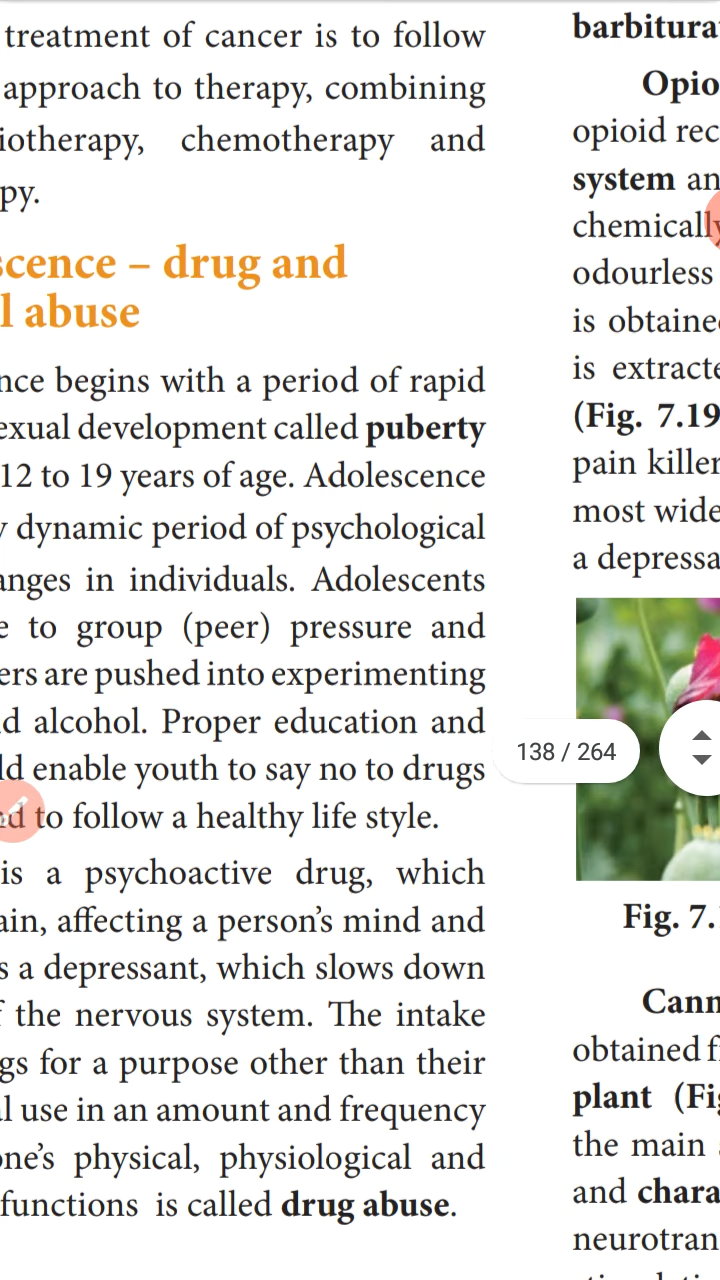 treatment of cancer is to follow
approach to therapy, combining
iotherapy, chemotherapy and
py.
scence – drug and
l abuse
nce begins with a period of rapid
exual development called puberty
12 to 19 years of age. Adolescence
y dynamic period of psychological
anges in individuals. Adolescents
e to group (peer) pressure and
ers are pushed into experimenting
d alcohol. Proper education and
ld enable youth to say no to drugs
nd to follow a healthy life style.
is a psychoactive drug, which
ain, affecting a person's mind and
s a depressant, which slows down
f the nervous system. The intake
gs for a purpose other than their
l use in an amount and frequency
one's physical, physiological and
functions is called drug abuse.
barbitura
Opio
opioid rec
system an
chemically
odourless
is obtaine
is extracte
(Fig. 7.19
pain killer
most wide
a depressa
138 / 264
Fig. 7.
Cann
obtained f
plant (Fig
the main
and chara
neurotran